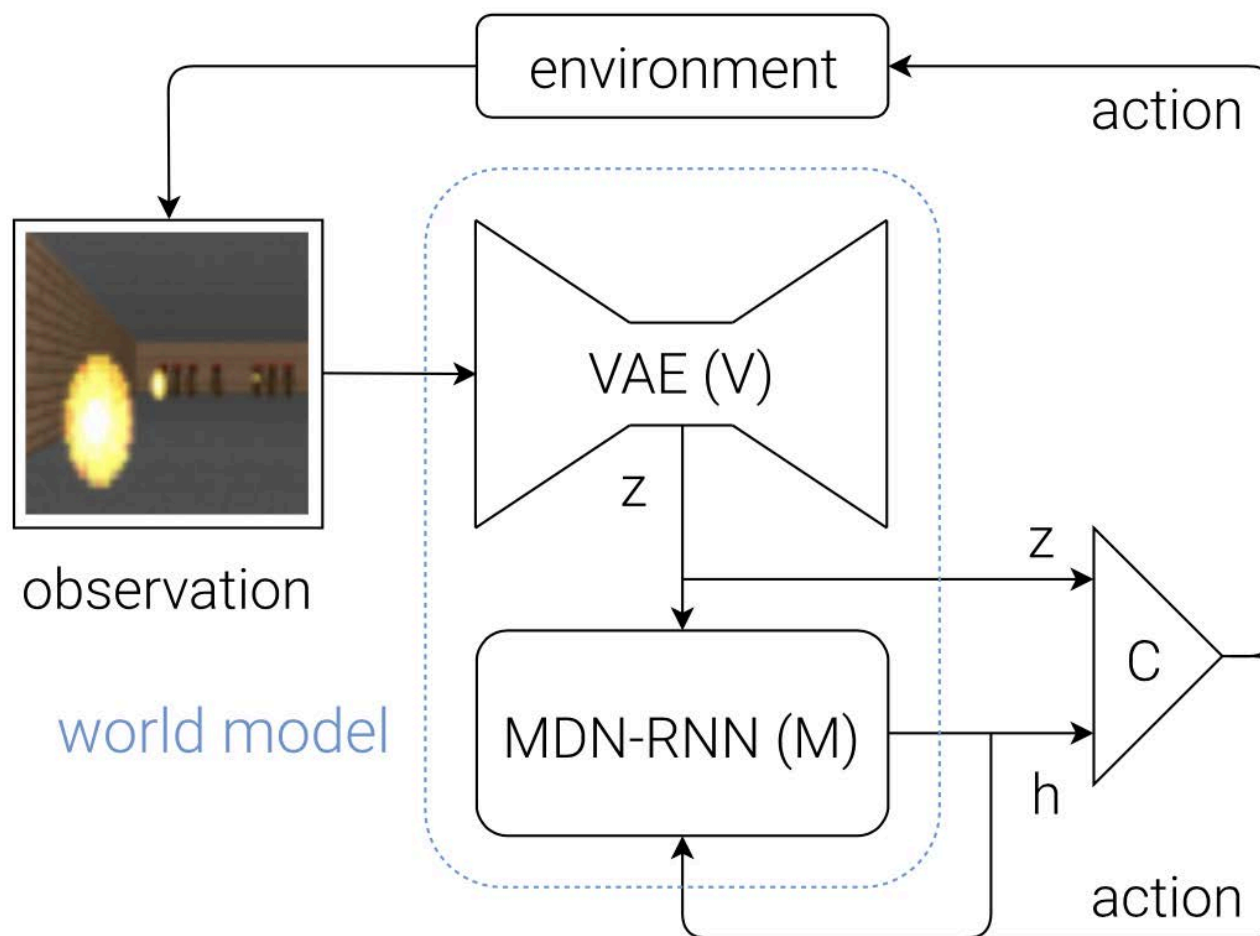 environment
action
VAE (V)
z
z
observation
C
world model
MDN-RNN (M)
h
action